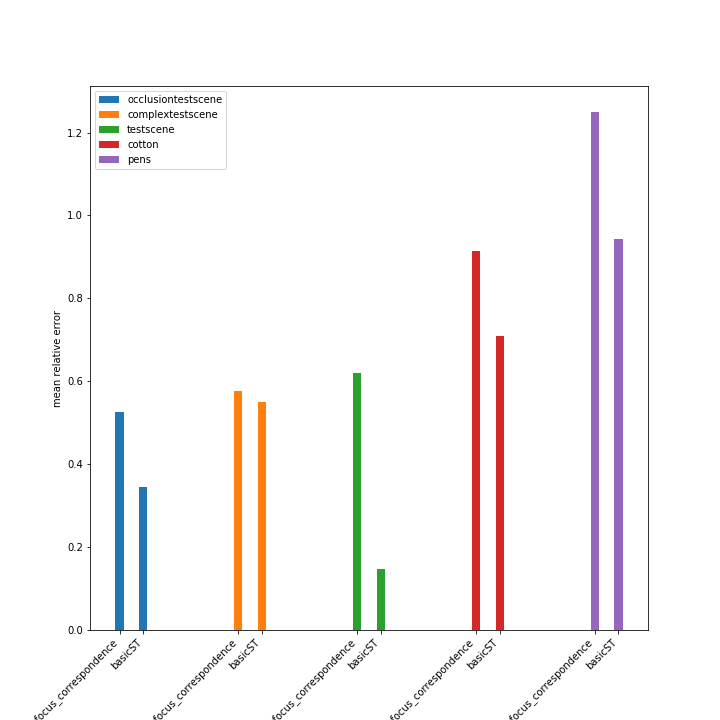 occlusiontestscene
complextestscene
testscene
cotton
pens
mean relative error
1.2
1.0
0.8
0.6
0.4
0.2
0.0
focus_correspondence
basicST
focus_correspondence
basicST
focus_correspondence
basicST
focus_correspondence
basicST
focus_correspondence
basicST